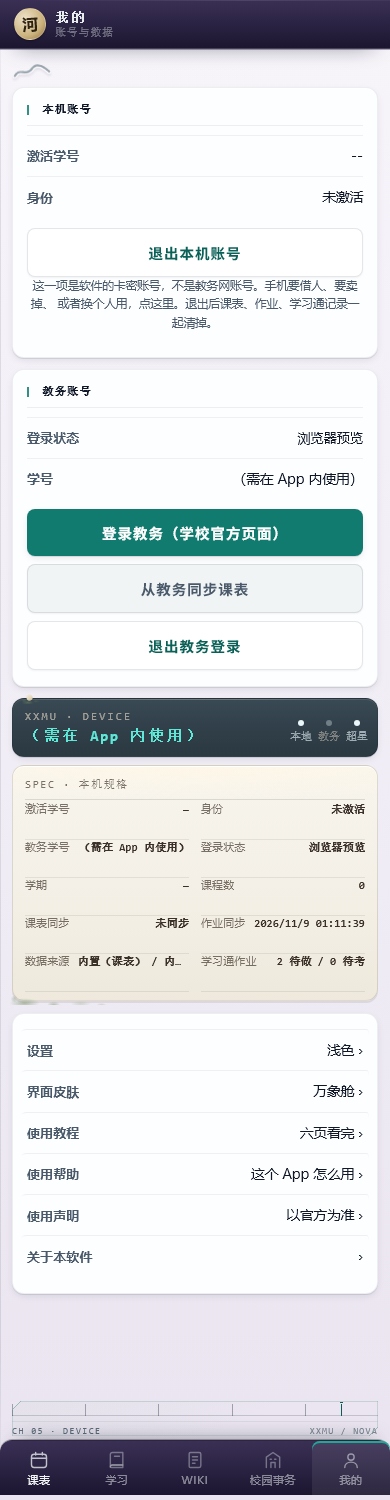 河
我的
账号与数据
本机账号
激活学号 --
身份 未激活
退出本机账号
这一项是软件的卡密账号，不是教务网账号。手机要借人、要卖
掉、 或者换个人用，点这里。退出后课表、作业、学习通记录一
起清掉。
教务账号
登录状态 浏览器预览
学号 （需在 App 内使用）
登录教务（学校官方页面）
从教务同步课表
退出教务登录
XXMU · DEVICE
（需在 App 内使用）
本地 教务 超星
SPEC · 本机规格
激活学号 — 身份 未激活
教务学号 （需在 App 内使用） 登录状态 浏览器预览
学期 — 课程数 0
课表同步 未同步 作业同步 2026/11/9 01:11:39
数据来源 内置（课表） / 内… 学习通作业 2 待做 / 0 待考
设置 浅色 ›
界面皮肤 万象舱 ›
使用教程 六页看完 ›
使用帮助 这个 App 怎么用 ›
使用声明 以官方为准 ›
关于本软件 ›
CH 05 · DEVICE XXMU / NOVA
课表 学习 WIKI 校园事务 我的